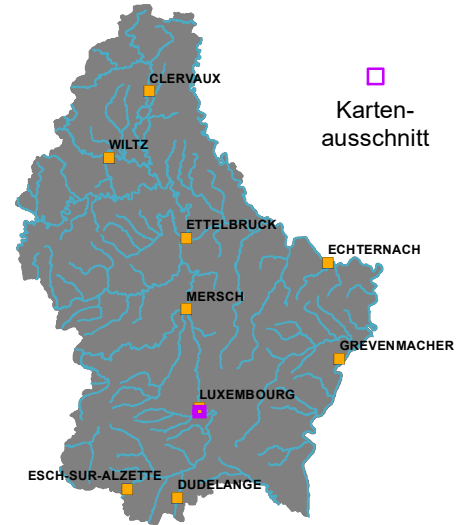 CLERVAUX
Karten-
ausschnitt
WILTZ
ETTELBRUCK
ECHTERNACH
MERSCH
GREVENMACHER
LUXEMBOURG
ESCH-SUR-ALZETTE
DUDELANGE